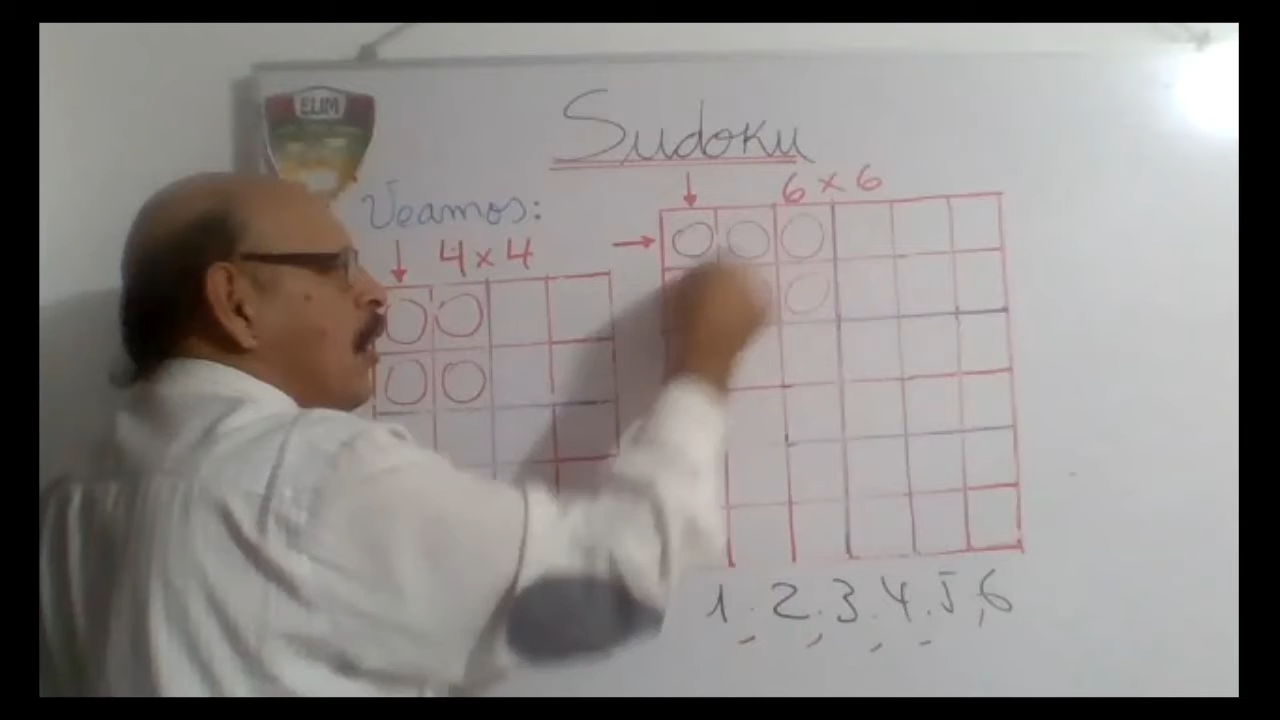 ELIM
Sudoku
Veamos:
4 x 4
6 x 6
1, 2, 3, 4, 5, 6